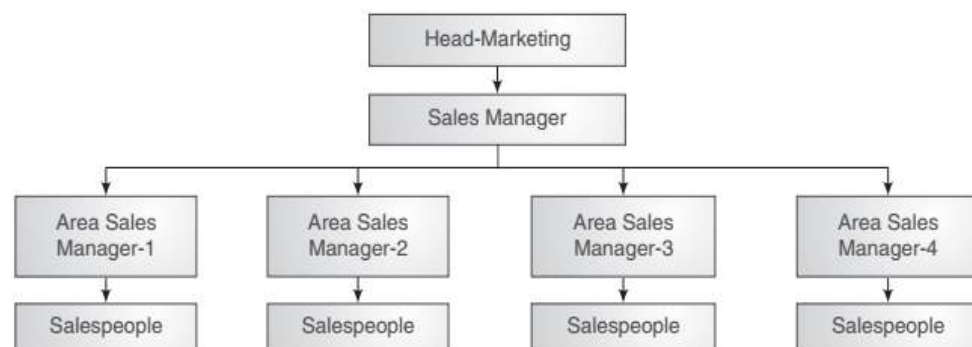 Head-Marketing
Sales Manager
Area Sales
Manager-1
Area Sales
Manager-2
Area Sales
Manager-3
Area Sales
Manager-4
Salespeople
Salespeople
Salespeople
Salespeople